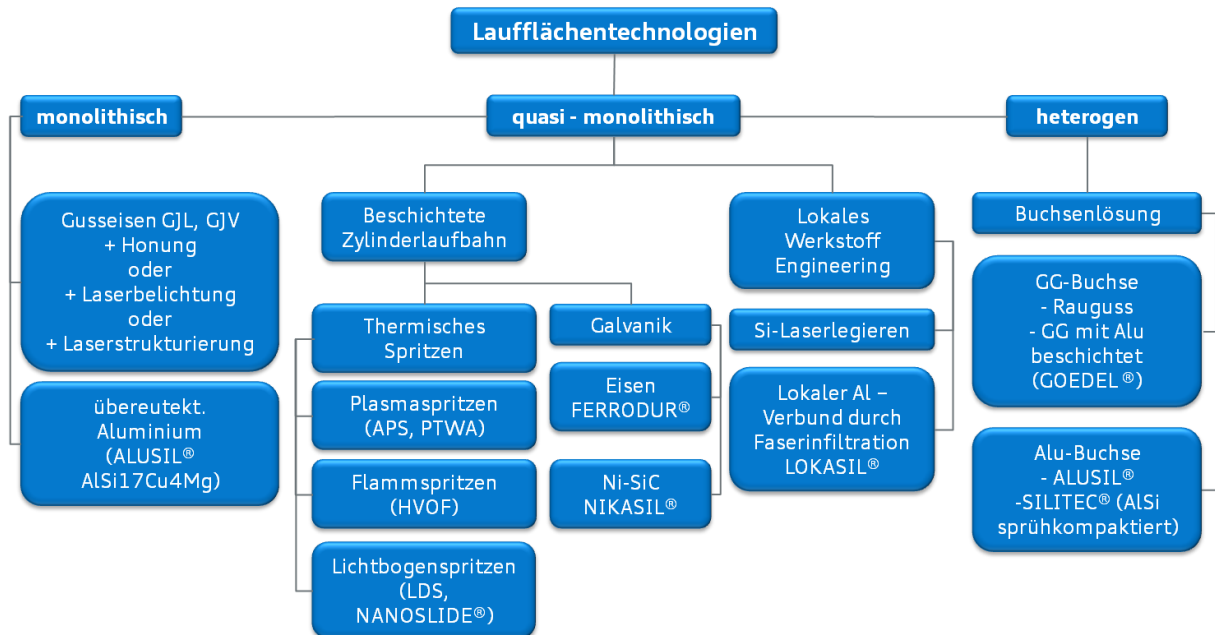 Laufflächentechnologien
monolithisch
quasi - monolithisch
heterogen
Gusseisen GJL, GJV
+ Honung
oder
+ Laserbelichtung
oder
+ Laserstrukturierung
übereutekt.
Aluminium
(ALUSIL®
AlSi17Cu4Mg)
Beschichtete
Zylinderlaufbahn
Thermisches
Spritzen
Plasmaspritzen
(APS, PTWA)
Flammspritzen
(HVOF)
Lichtbogenspritzen
(LDS,
NANOSLIDE®)
Galvanik
Eisen
FERRODUR®
Ni-SiC
NIKASIL®
Lokales
Werkstoff
Engineering
Si-Laserlegieren
Lokaler Al –
Verbund durch
Faserinfiltration
LOKASIL®
Buchsenlösung
GG-Buchse
- Rauguss
- GG mit Alu
beschichtet
(GOEDEL ®)
Alu-Buchse
- ALUSIL®
-SILITEC® (AlSi
sprühkompaktiert)